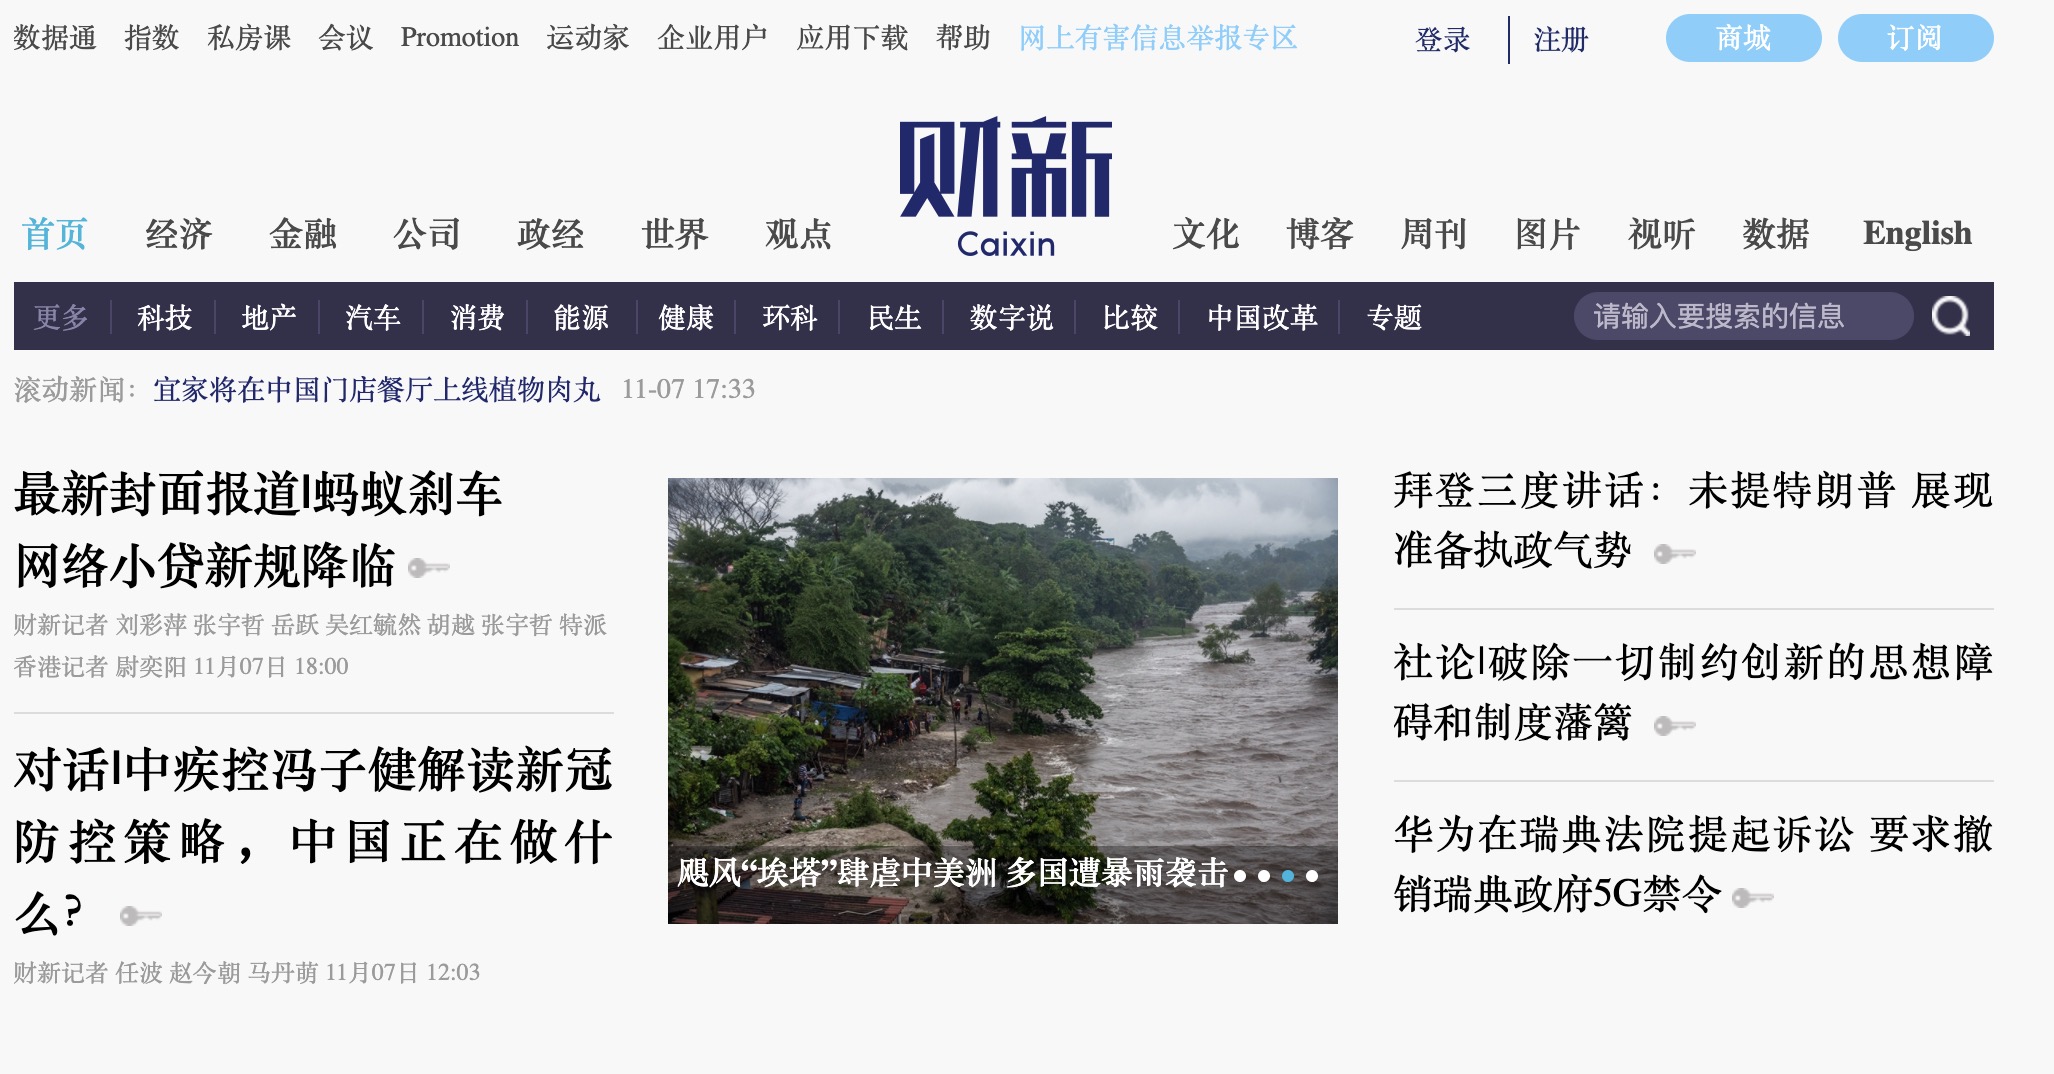 数据通 指数 私房课 会议 Promotion 运动家 企业用户 应用下载 帮助 网上有害信息举报专区 登录 注册 商城 订阅
财新
Caixin
首页 经济 金融 公司 政经 世界 观点 文化 博客 周刊 图片 视听 数据 English
更多 科技 地产 汽车 消费 能源 健康 环科 民生 数字说 比较 中国改革 专题 请输入要搜索的信息
滚动新闻： 宜家将在中国门店餐厅上线植物肉丸 11-07 17:33
最新封面报道|蚂蚁刹车
网络小贷新规降临
财新记者 刘彩萍 张宇哲 岳跃 吴红毓然 胡越 张宇哲 特派
香港记者 尉奕阳 11月07日 18:00
对话|中疾控冯子健解读新冠
防控策略，中国正在做什
么？
财新记者 任波 赵今朝 马丹萌 11月07日 12:03
飓风“埃塔”肆虐中美洲 多国遭暴雨袭击
拜登三度讲话：未提特朗普 展现
准备执政气势
社论|破除一切制约创新的思想障
碍和制度藩篱
华为在瑞典法院提起诉讼 要求撤
销瑞典政府5G禁令